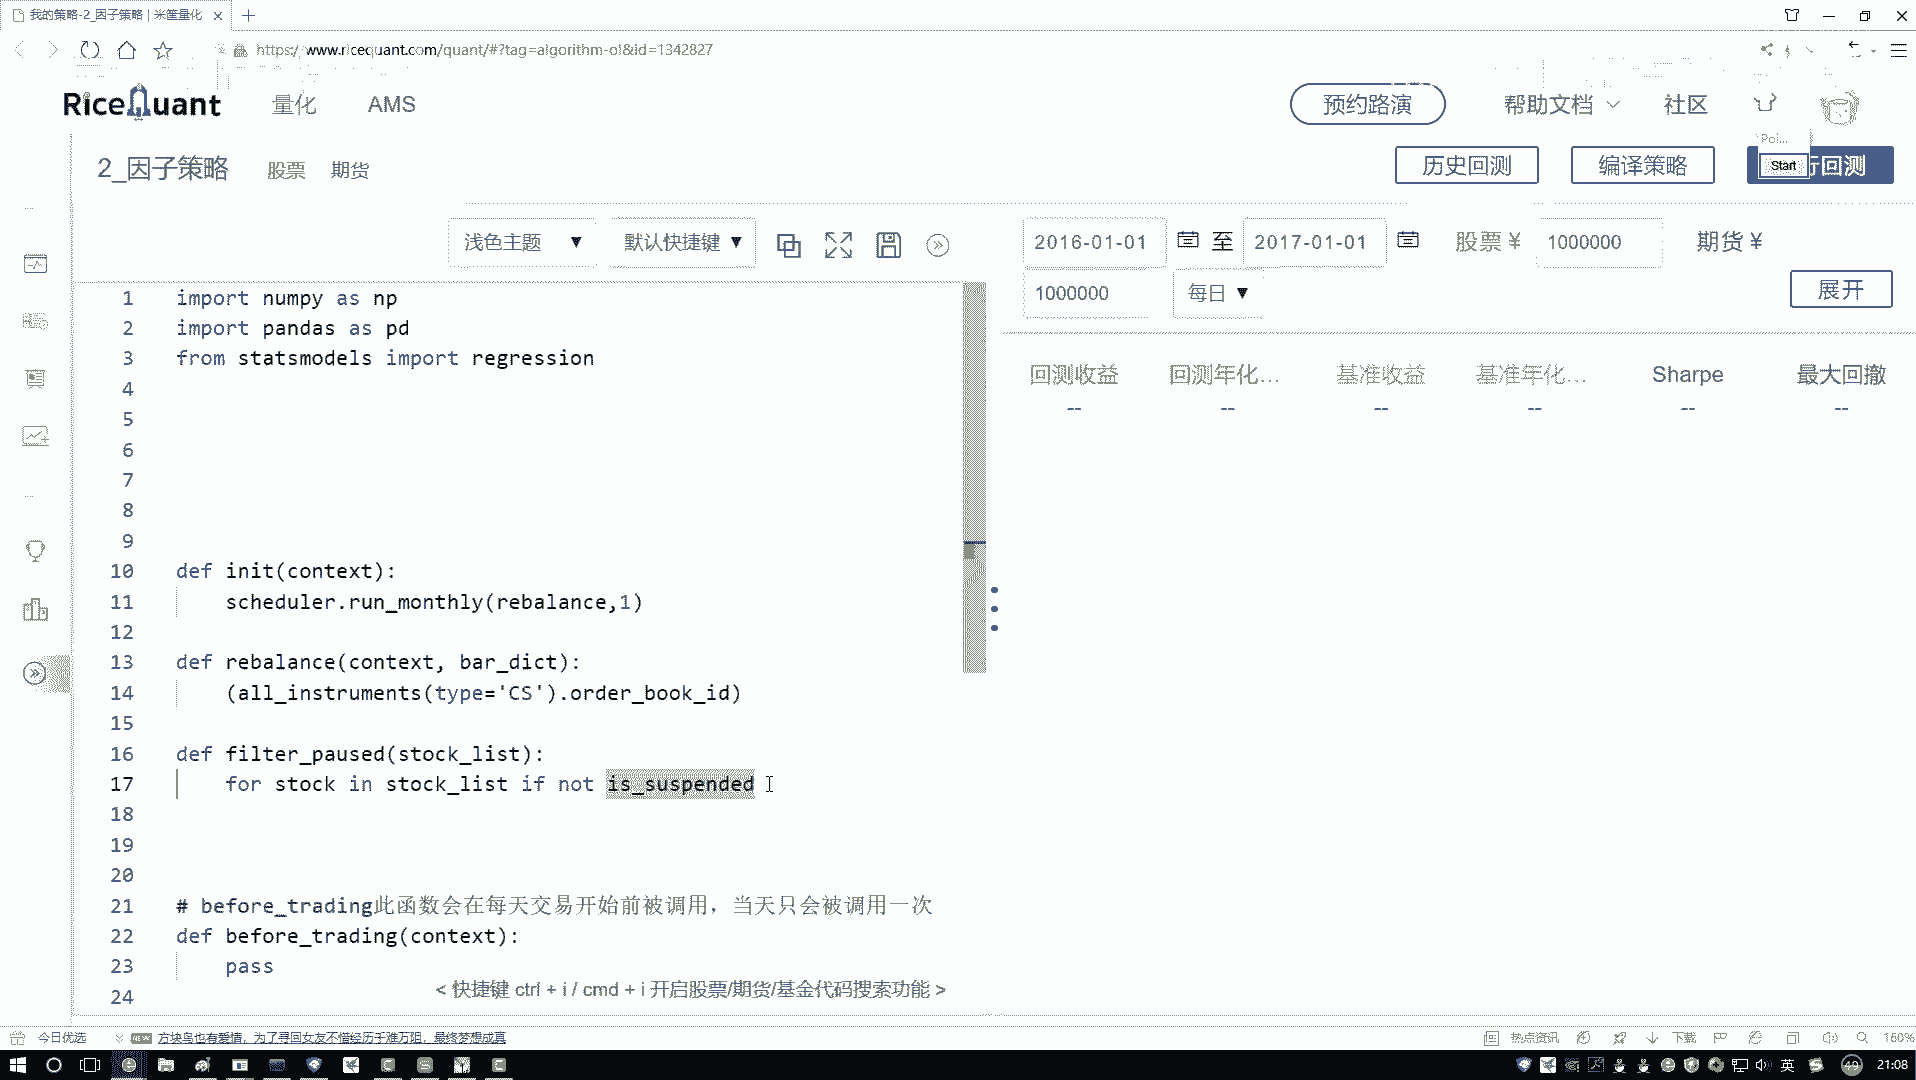 我的策略-2_因子策略 | 米筐量化
https://www.ricequant.com/quant/#?tag=algorithm-ol&id=1342827
RiceQuant 量化 AMS 预约路演 帮助文档 社区
Poi...
2_因子策略 股票 期货 历史回测 编译策略 Start 行回测
浅色主题 ▼ 默认快捷键 ▼ 2016-01-01 至 2017-01-01 股票 ¥ 1000000 期货 ¥
1000000 每日 ▼ 展开
回测收益 回测年化... 基准收益 基准年化... Sharpe 最大回撤
-- -- -- -- -- --
1 import numpy as np
2 import pandas as pd
3 from statsmodels import regression
4
5
6
7
8
9
10 def init(context):
11 scheduler.run_monthly(rebalance,1)
12
13 def rebalance(context, bar_dict):
14 (all_instruments(type='CS').order_book_id)
15
16 def filter_paused(stock_list):
17 for stock in stock_list if not is_suspended
18
19
20
21 # before_trading此函数会在每天交易开始前被调用，当天只会被调用一次
22 def before_trading(context):
23 pass
24
< 快捷键 ctrl + i / cmd + i 开启股票/期货/基金代码搜索功能 >
今日优选 NEW 方块鸟也有爱情，为了寻回女友不惜经历千难万阻，最终梦想成真 热点资讯 下载 160%
英 49 21:08